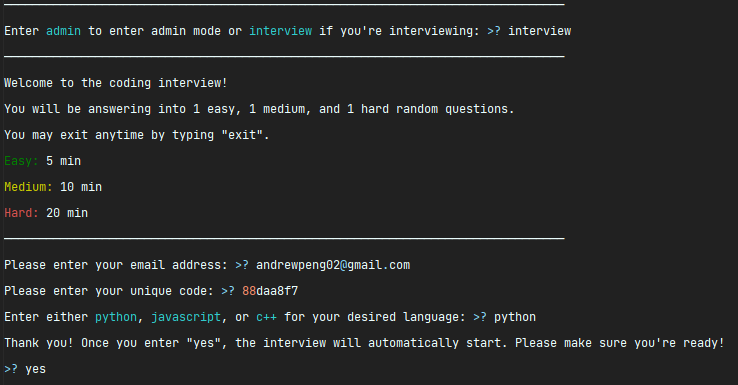 Enter admin to enter admin mode or interview if you're interviewing: >? interview
Welcome to the coding interview!
You will be answering into 1 easy, 1 medium, and 1 hard random questions.
You may exit anytime by typing "exit".
Easy: 5 min
Medium: 10 min
Hard: 20 min
Please enter your email address: >? andrewpeng02@gmail.com
Please enter your unique code: >? 88daa8f7
Enter either python, javascript, or c++ for your desired language: >? python
Thank you! Once you enter "yes", the interview will automatically start. Please make sure you're ready!
>? yes